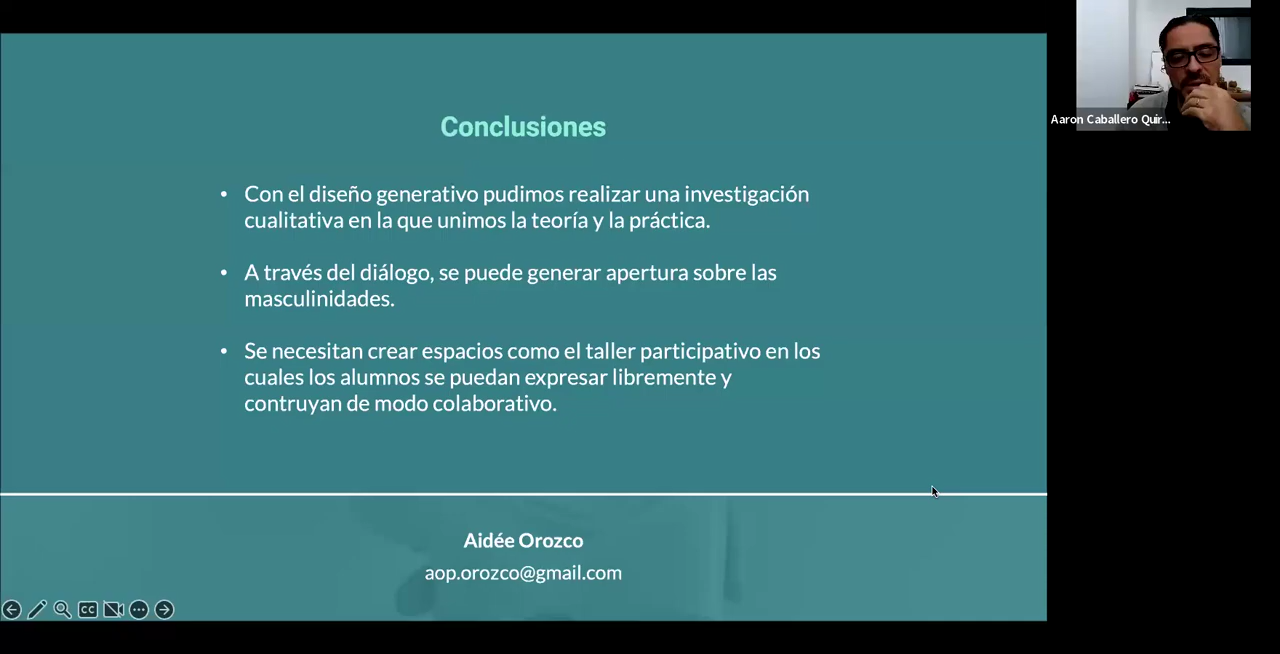 Conclusiones
• Con el diseño generativo pudimos realizar una investigación
cualitativa en la que unimos la teoría y la práctica.
• A través del diálogo, se puede generar apertura sobre las
masculinidades.
• Se necesitan crear espacios como el taller participativo en los
cuales los alumnos se puedan expresar libremente y
contruyan de modo colaborativo.
Aidée Orozco
aop.orozco@gmail.com
CC
Aaron Caballero Quir...